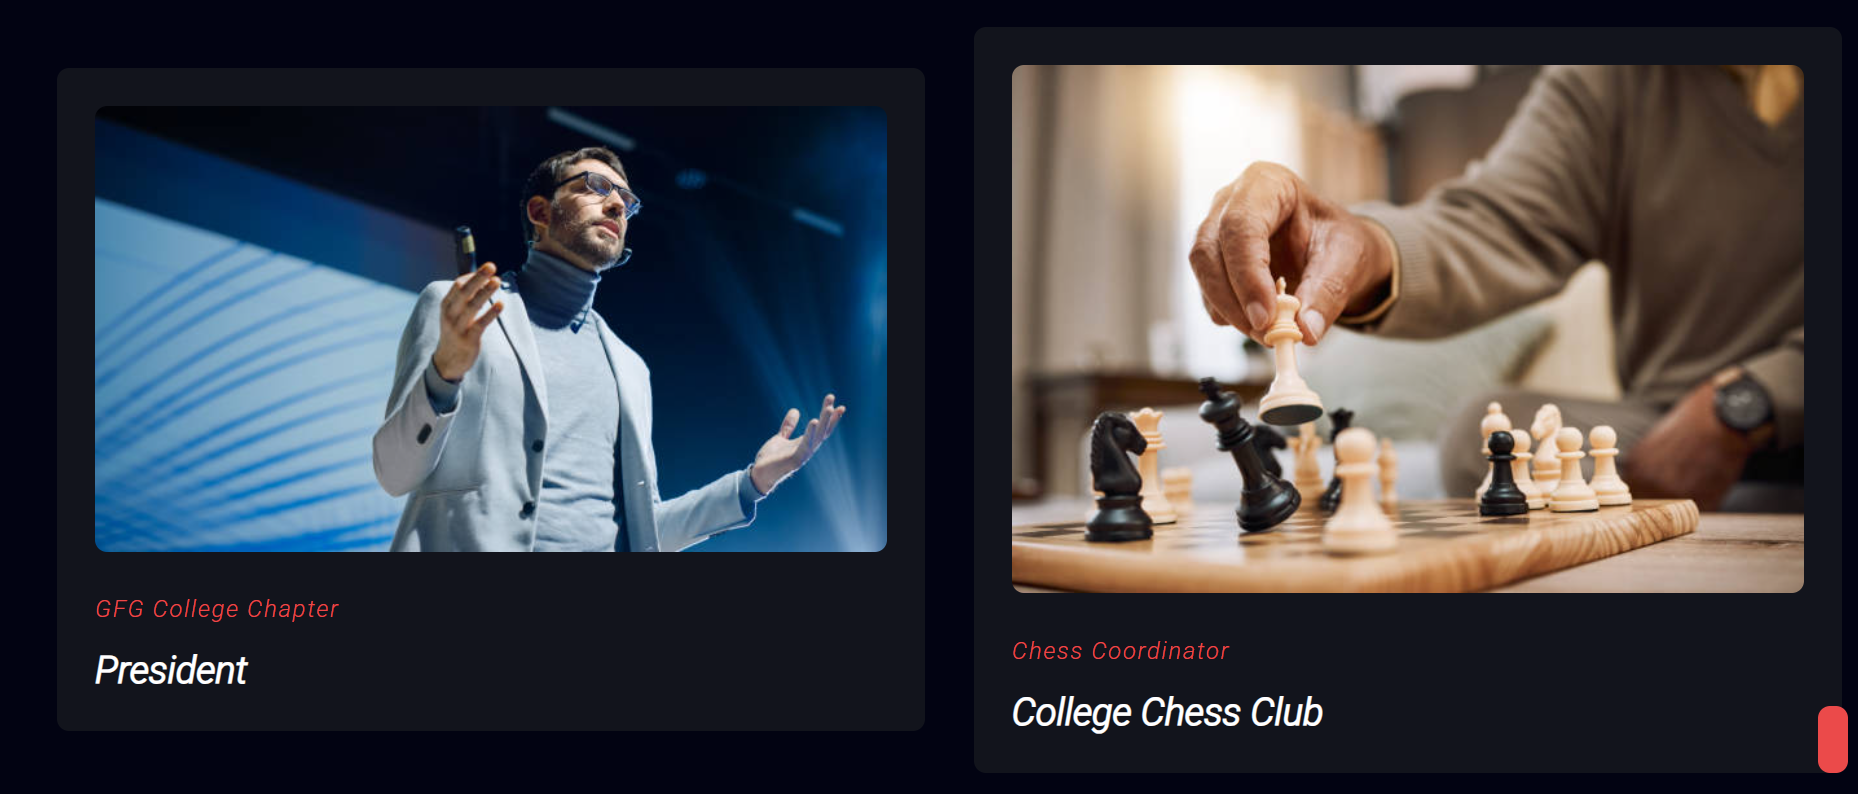 GFG College Chapter
President
Chess Coordinator
College Chess Club